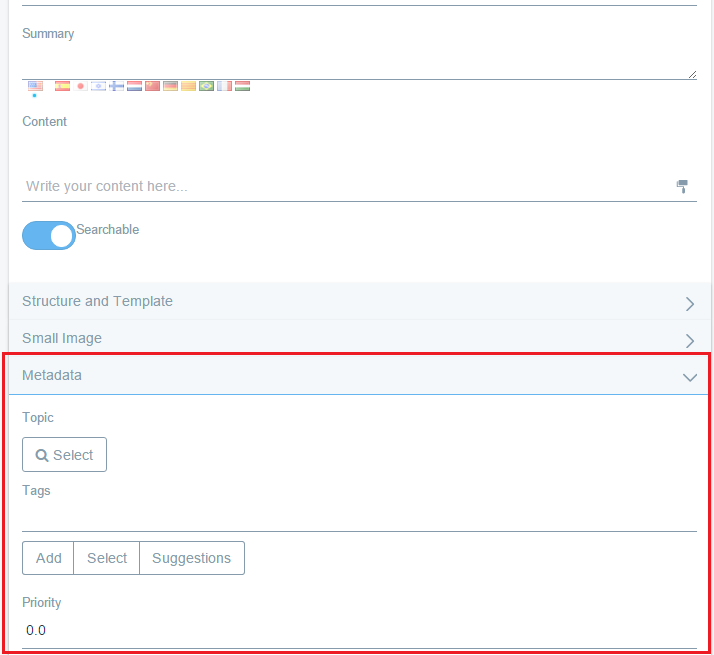 Summary
Content
Write your content here...
Searchable
Structure and Template
Small Image
Metadata
Topic
Select
Tags
Add Select Suggestions
Priority
0.0